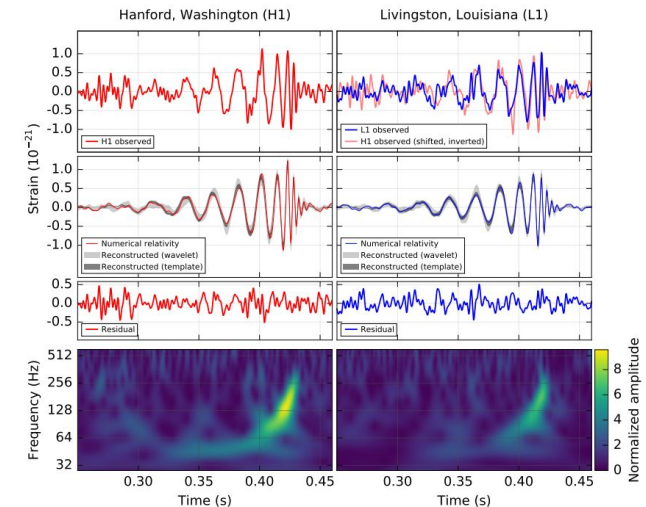 Hanford, Washington (H1)
Livingston, Louisiana (L1)
Strain (10⁻²¹)
1.0
0.5
0.0
-0.5
-1.0
H1 observed
L1 observed
H1 observed (shifted, inverted)
1.0
0.5
0.0
-0.5
-1.0
Numerical relativity
Reconstructed (wavelet)
Reconstructed (template)
Numerical relativity
Reconstructed (wavelet)
Reconstructed (template)
0.5
0.0
-0.5
Residual
Residual
Frequency (Hz)
512
256
128
64
32
0.30
0.35
0.40
0.45
Time (s)
0.30
0.35
0.40
0.45
Time (s)
8
6
4
2
0
Normalized amplitude